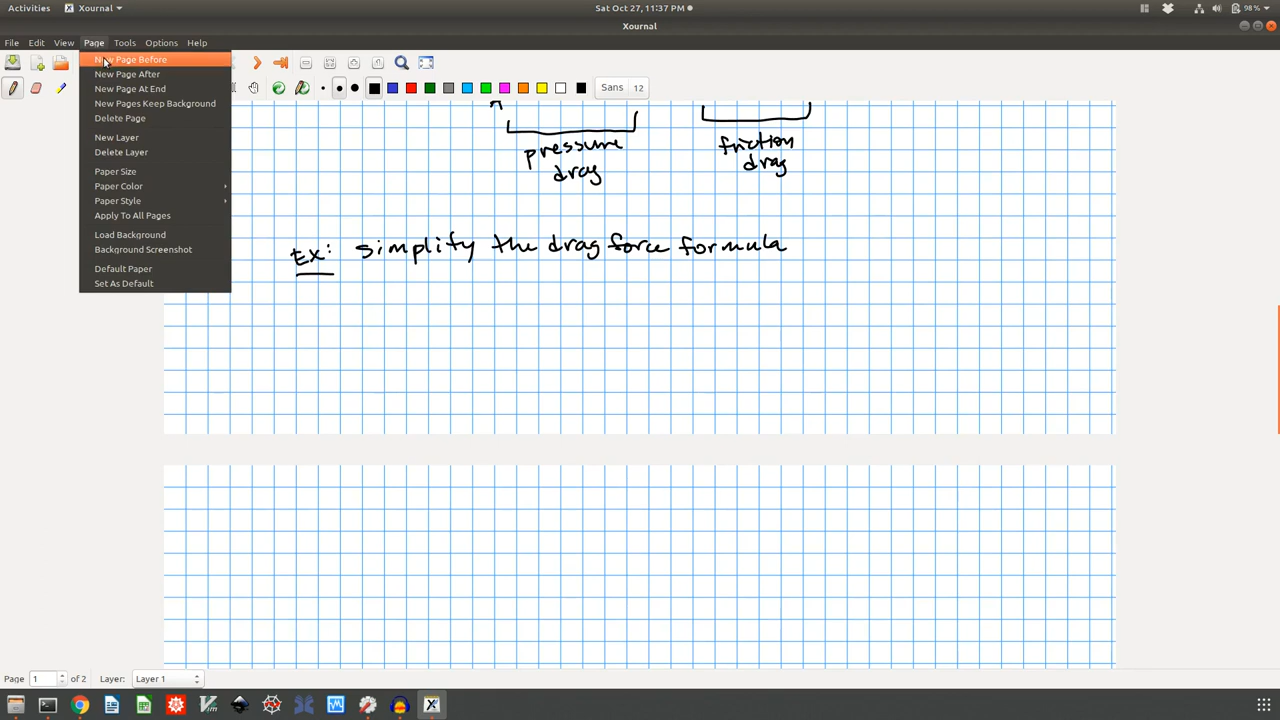 Activities Xournal Sat Oct 27, 11:37 PM 98%
Xournal
File Edit View Page Tools Options Help
New Page Before
New Page After
New Page At End
New Pages Keep Background
Delete Page
New Layer
Delete Layer
Paper Size
Paper Color
Paper Style
Apply To All Pages
Load Background
Background Screenshot
Default Paper
Set As Default
Sans 12
pressure
drag
friction
drag
Ex: simplify the drag force formula
Page 1 of 2 Layer: Layer 1